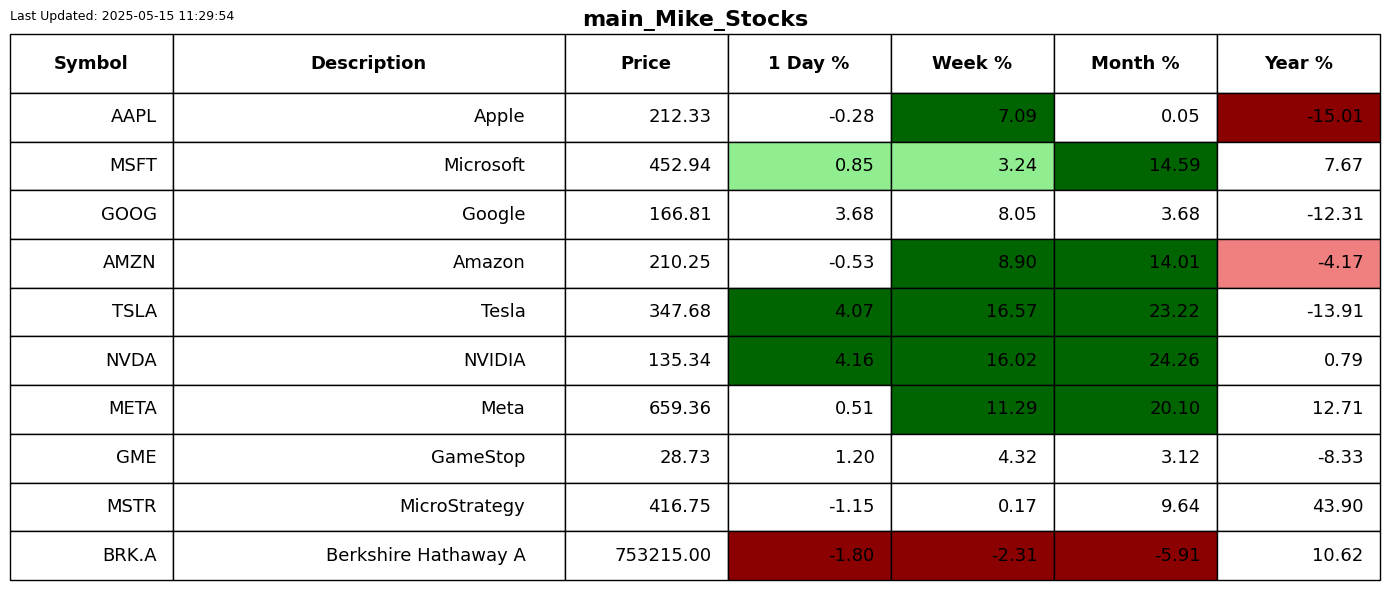 Last Updated: 2025-05-15 11:29:54
main_Mike_Stocks
Symbol Description Price 1 Day % Week % Month % Year %
AAPL Apple 212.33 -0.28 7.09 0.05 -15.01
MSFT Microsoft 452.94 0.85 3.24 14.59 7.67
GOOG Google 166.81 3.68 8.05 3.68 -12.31
AMZN Amazon 210.25 -0.53 8.90 14.01 -4.17
TSLA Tesla 347.68 4.07 16.57 23.22 -13.91
NVDA NVIDIA 135.34 4.16 16.02 24.26 0.79
META Meta 659.36 0.51 11.29 20.10 12.71
GME GameStop 28.73 1.20 4.32 3.12 -8.33
MSTR MicroStrategy 416.75 -1.15 0.17 9.64 43.90
BRK.A Berkshire Hathaway A 753215.00 -1.80 -2.31 -5.91 10.62